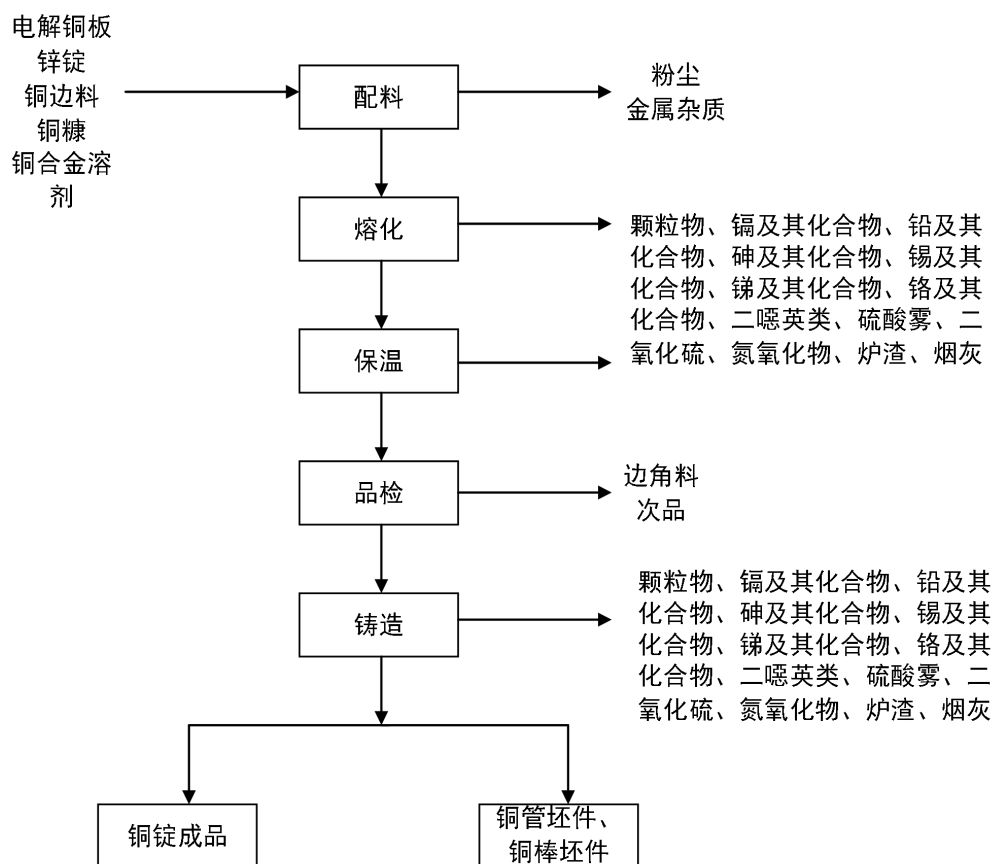 电解铜板
锌锭
铜边料
铜糠
铜合金溶
剂
配料
粉尘
金属杂质
熔化
颗粒物、镉及其化合物、铅及其
化合物、砷及其化合物、锡及其
化合物、锑及其化合物、铬及其
化合物、二噁英类、硫酸雾、二
氧化硫、氮氧化物、炉渣、烟灰
保温
品检
边角料
次品
铸造
颗粒物、镉及其化合物、铅及其
化合物、砷及其化合物、锡及其
化合物、锑及其化合物、铬及其
化合物、二噁英类、硫酸雾、二
氧化硫、氮氧化物、炉渣、烟灰
铜锭成品
铜管坯件、
铜棒坯件